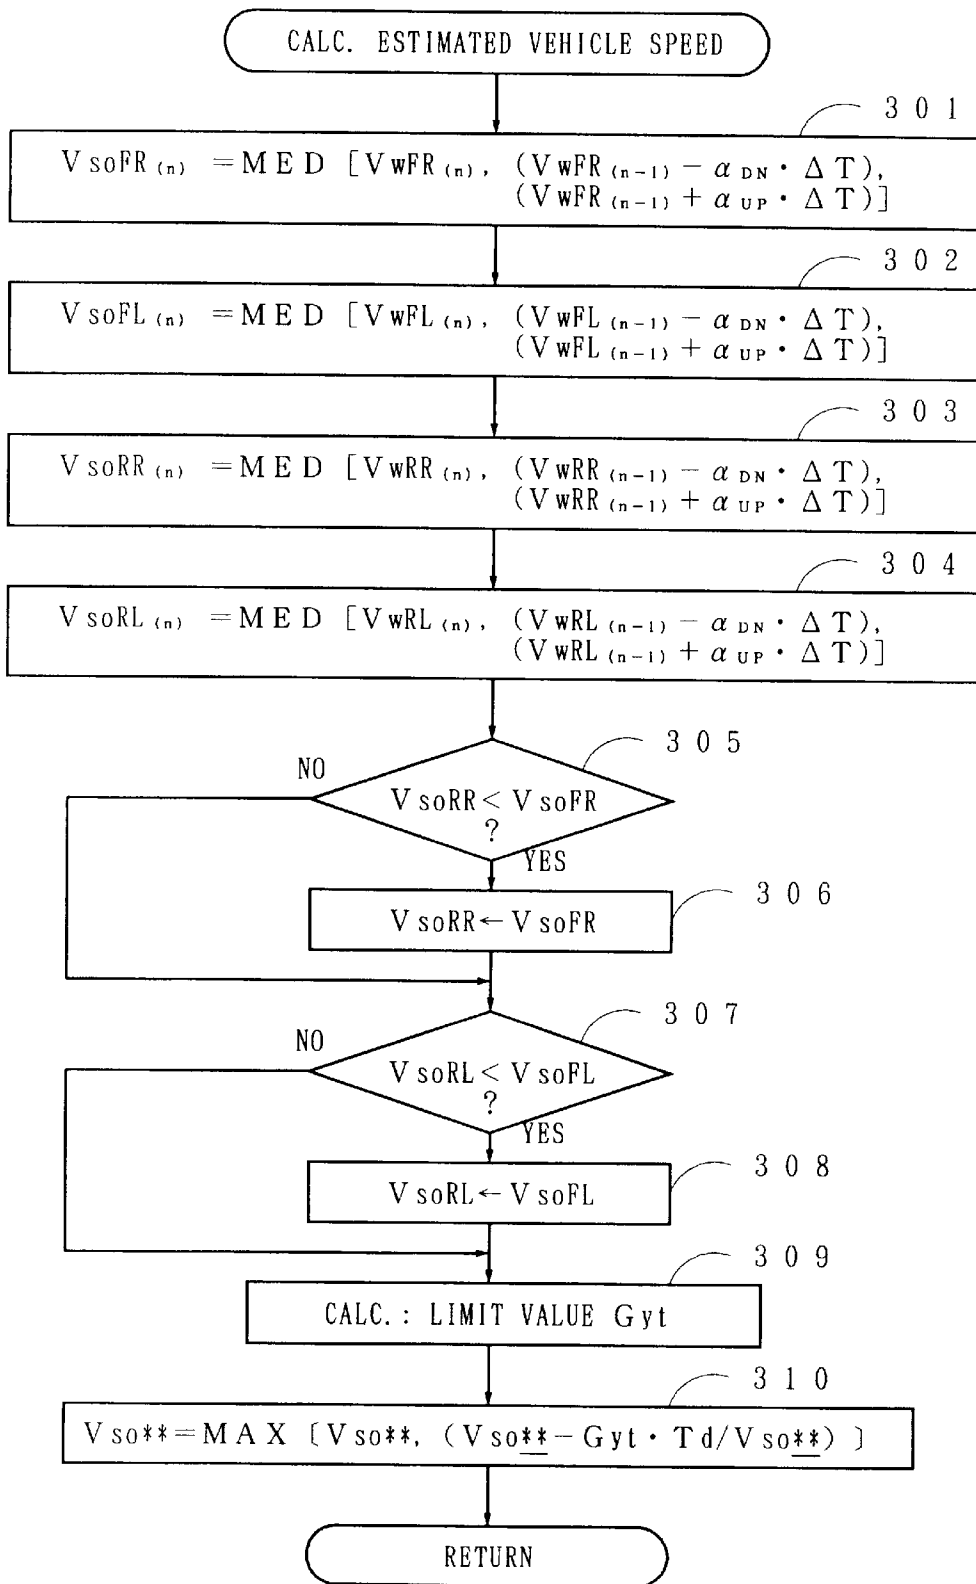 CALC. ESTIMATED VEHICLE SPEED
301
VsoFR(n) =MED [VwFR(n), (VwFR(n-1)-αDN・ΔT),
(VwFR(n-1)+αUP・ΔT)]
302
VsoFL(n) =MED [VwFL(n), (VwFL(n-1)-αDN・ΔT),
(VwFL(n-1)+αUP・ΔT)]
303
VsoRR(n) =MED [VwRR(n), (VwRR(n-1)-αDN・ΔT),
(VwRR(n-1)+αUP・ΔT)]
304
VsoRL(n) =MED [VwRL(n), (VwRL(n-1)-αDN・ΔT),
(VwRL(n-1)+αUP・ΔT)]
305
NO
VsoRR<VsoFR
?
YES
306
VsoRR←VsoFR
307
NO
VsoRL<VsoFL
?
YES
308
VsoRL←VsoFL
309
CALC.: LIMIT VALUE Gyt
310
Vso**=MAX [Vso**, (Vso**-Gyt・Td/Vso**) ]
RETURN